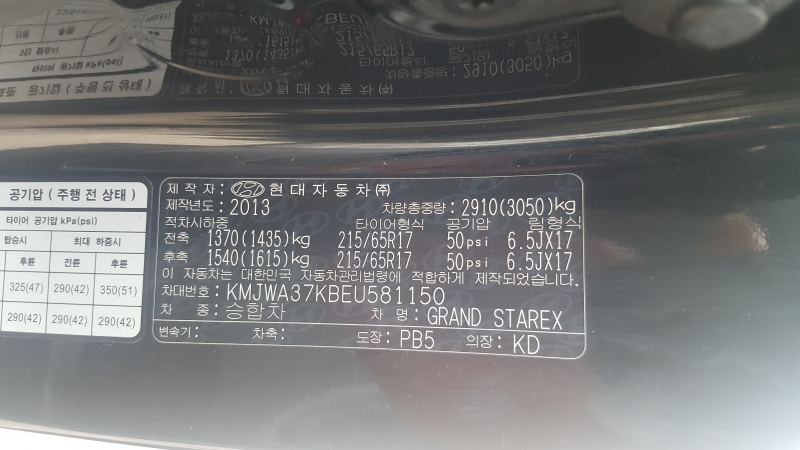 공기압 ( 주행 전 상태 )
타이어 공기압 kPa(psi)
탑승시 최대 하중시
후륜 전륜 후륜
325(47) 290(42) 350(51)
290(42) 290(42) 290(42)
제 작 자: 현대자동차㈜
제작년도: 2013 차량총중량: 2910(3050)kg
적차시하중 타이어형식 공기압 림형식
전축 1370(1435)kg 215/65R17 50psi 6.5JX17
후축 1540(1615)kg 215/65R17 50psi 6.5JX17
이 자동차는 대한민국 자동차관리법령에 적합하게 제작되었습니다.
차대번호: KMJWA37KBEU581150
차 종: 승합차 차 명: GRAND STAREX
변속기: 차축: 도장: PB5 의장: KD